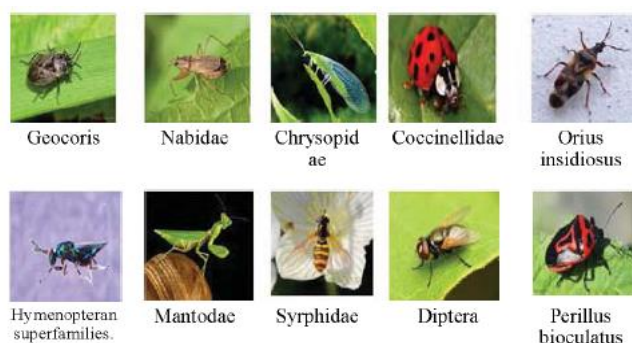 Geocoris
Nabidae
Chrysopid
ae
Coccinellidae
Orius
insidiosus
Hymenopteran
superfamilies.
Mantodae
Syrphidae
Diptera
Perillus
bioculatus